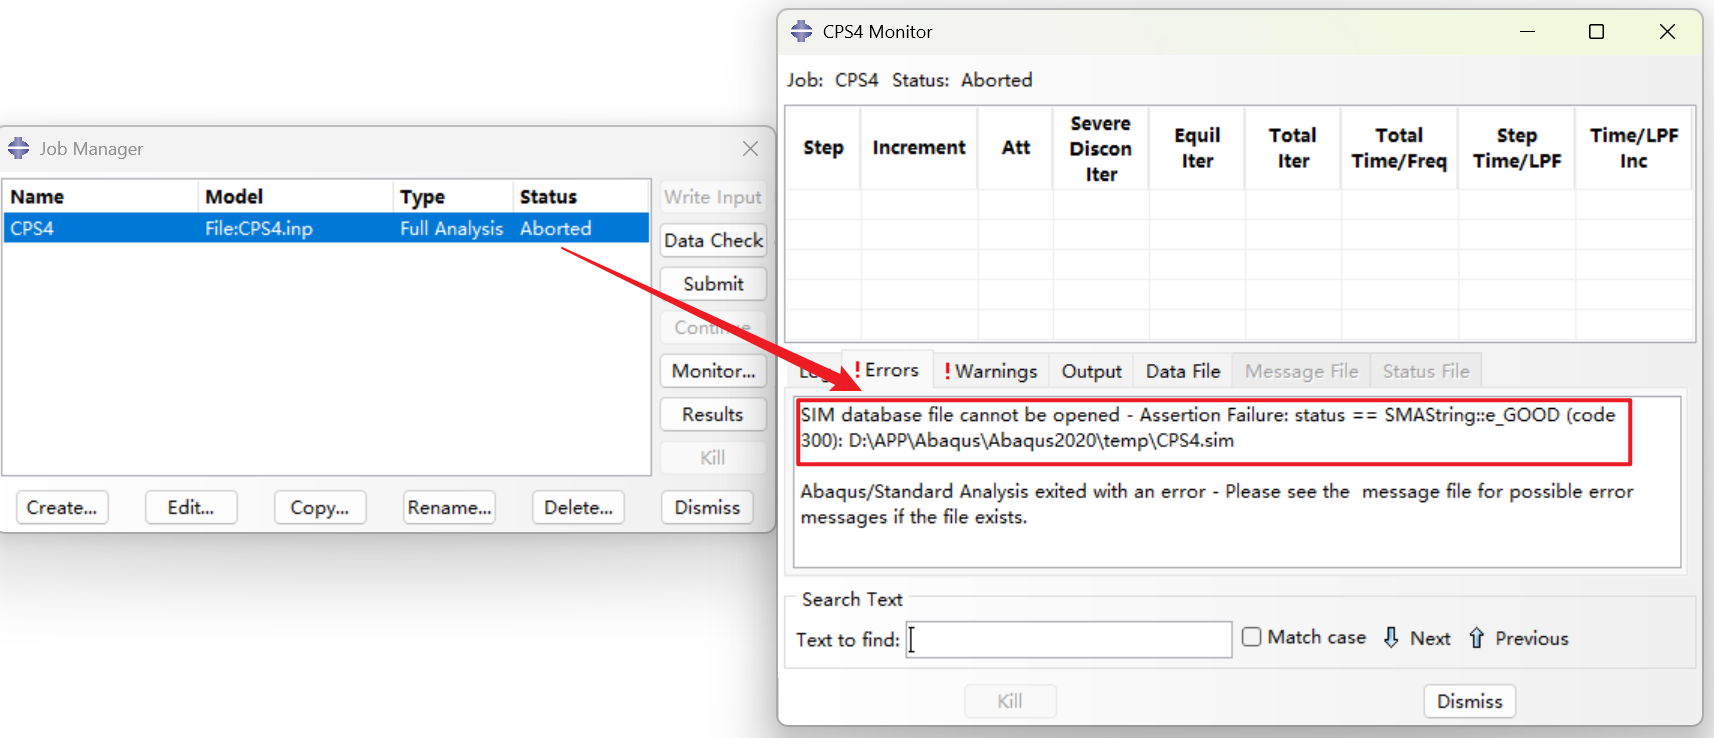 Job Manager
Name Model Type Status
CPS4 File:CPS4.inp Full Analysis Aborted
Write Input
Data Check
Submit
Continue
Monitor...
Results
Kill
Create... Edit... Copy... Rename... Delete... Dismiss
CPS4 Monitor
Job: CPS4 Status: Aborted
Step Increment Att Severe Discon Iter Equil Iter Total Iter Total Time/Freq Step Time/LPF Time/LPF Inc
Log !Errors !Warnings Output Data File Message File Status File
SIM database file cannot be opened - Assertion Failure: status == SMAString::e_GOOD (code
300): D:\APP\Abaqus\Abaqus2020\temp\CPS4.sim
Abaqus/Standard Analysis exited with an error - Please see the  message file for possible error
messages if the file exists.
Search Text
Text to find: Match case Next Previous
Kill Dismiss